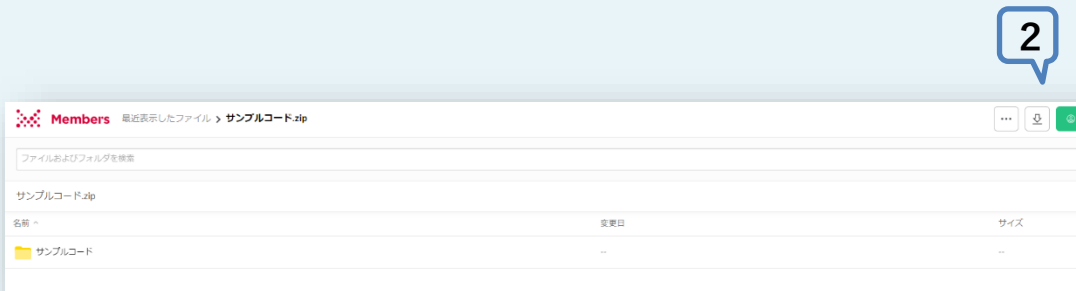 2
Members 最近表示したファイル > サンプルコード.zip
ファイルおよびフォルダを検索
サンプルコード.zip
名前 ^ 変更日 サイズ
サンプルコード -- --